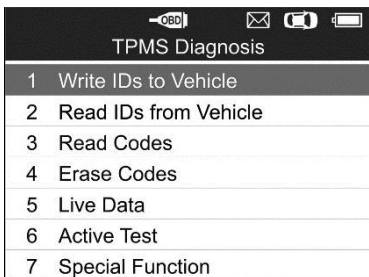 OBD
TPMS Diagnosis
1 Write IDs to Vehicle
2 Read IDs from Vehicle
3 Read Codes
4 Erase Codes
5 Live Data
6 Active Test
7 Special Function